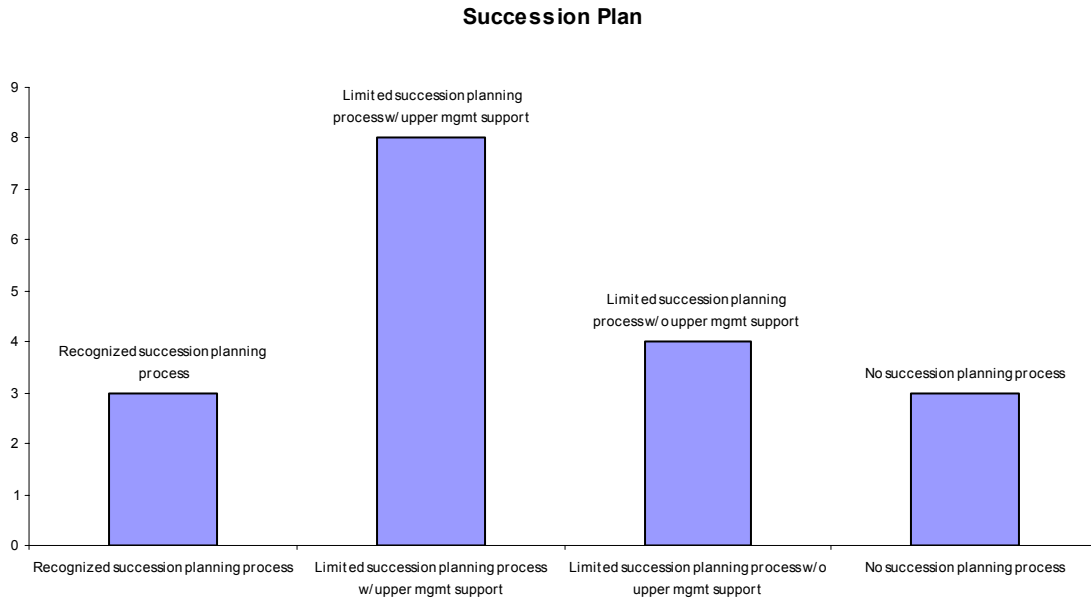 Succession Plan
9
8
7
6
5
4
3
2
1
0
Limited succession planning
process w/ upper mgmt support
Limited succession planning
process w/o upper mgmt support
Recognized succession planning
process
No succession planning process
Recognized succession planning process
Limited succession planning process
w/ upper mgmt support
Limited succession planning process w/o
upper mgmt support
No succession planning process